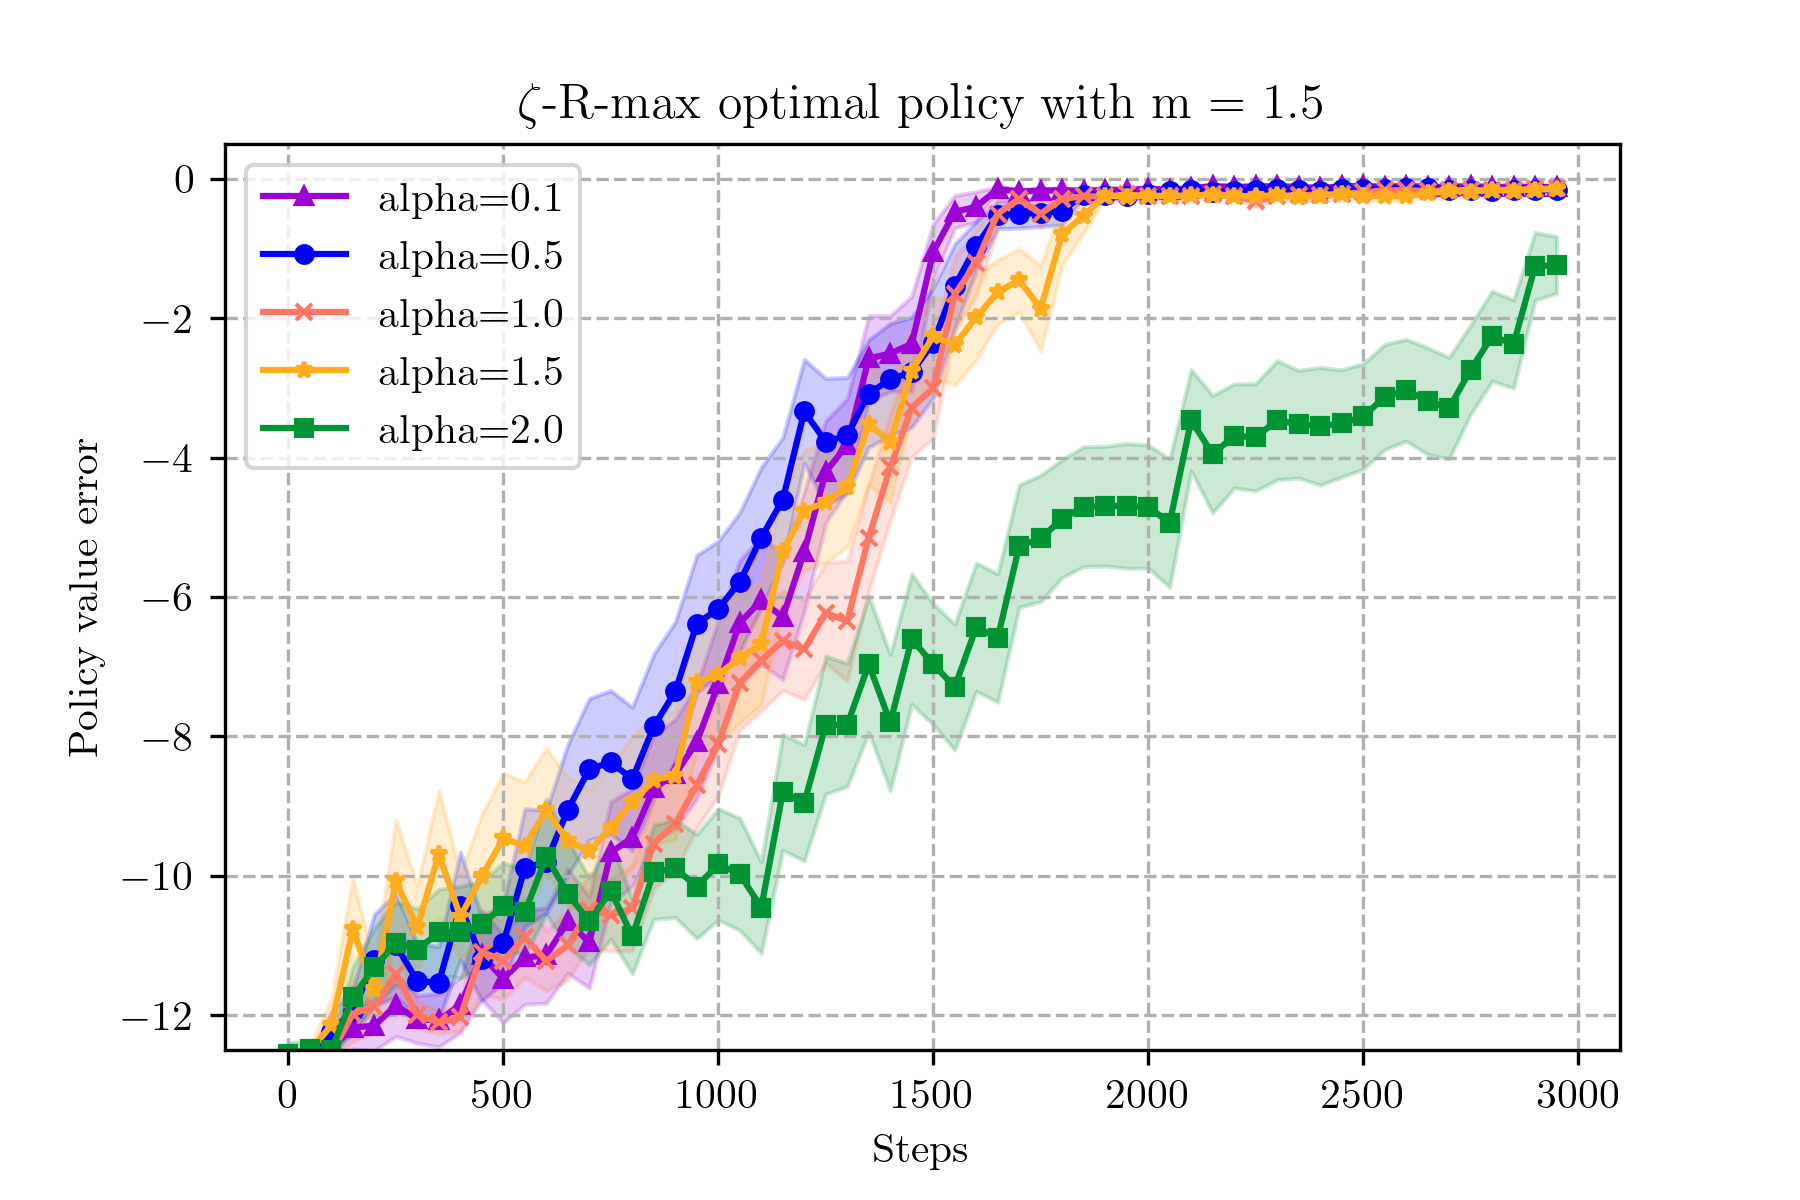 ζ-R-max optimal policy with m = 1.5
alpha=0.1
alpha=0.5
alpha=1.0
alpha=1.5
alpha=2.0
Policy value error
0
−2
−4
−6
−8
−10
−12
0 500 1000 1500 2000 2500 3000
Steps